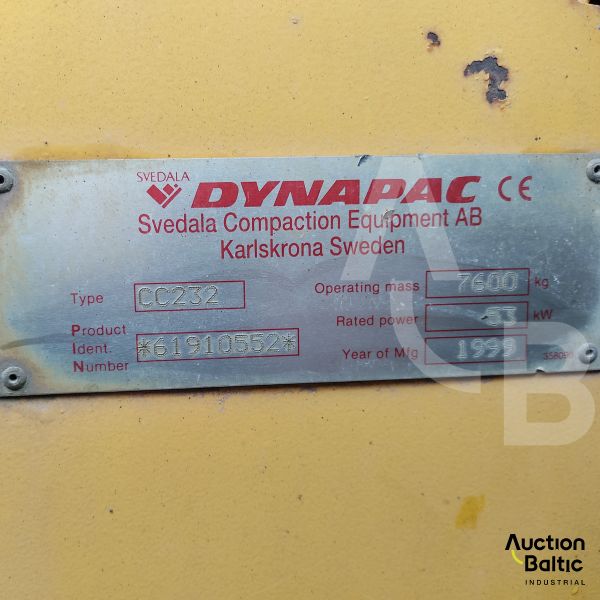 SVEDALA
DYNAPAC CE
Svedala Compaction Equipment AB
Karlskrona Sweden
Type CC232
Operating mass 7600 kg
Product Ident. Number *61910552*
Rated power 53 kW
Year of Mfg 1999
ACB
Auction
Baltic
INDUSTRIAL